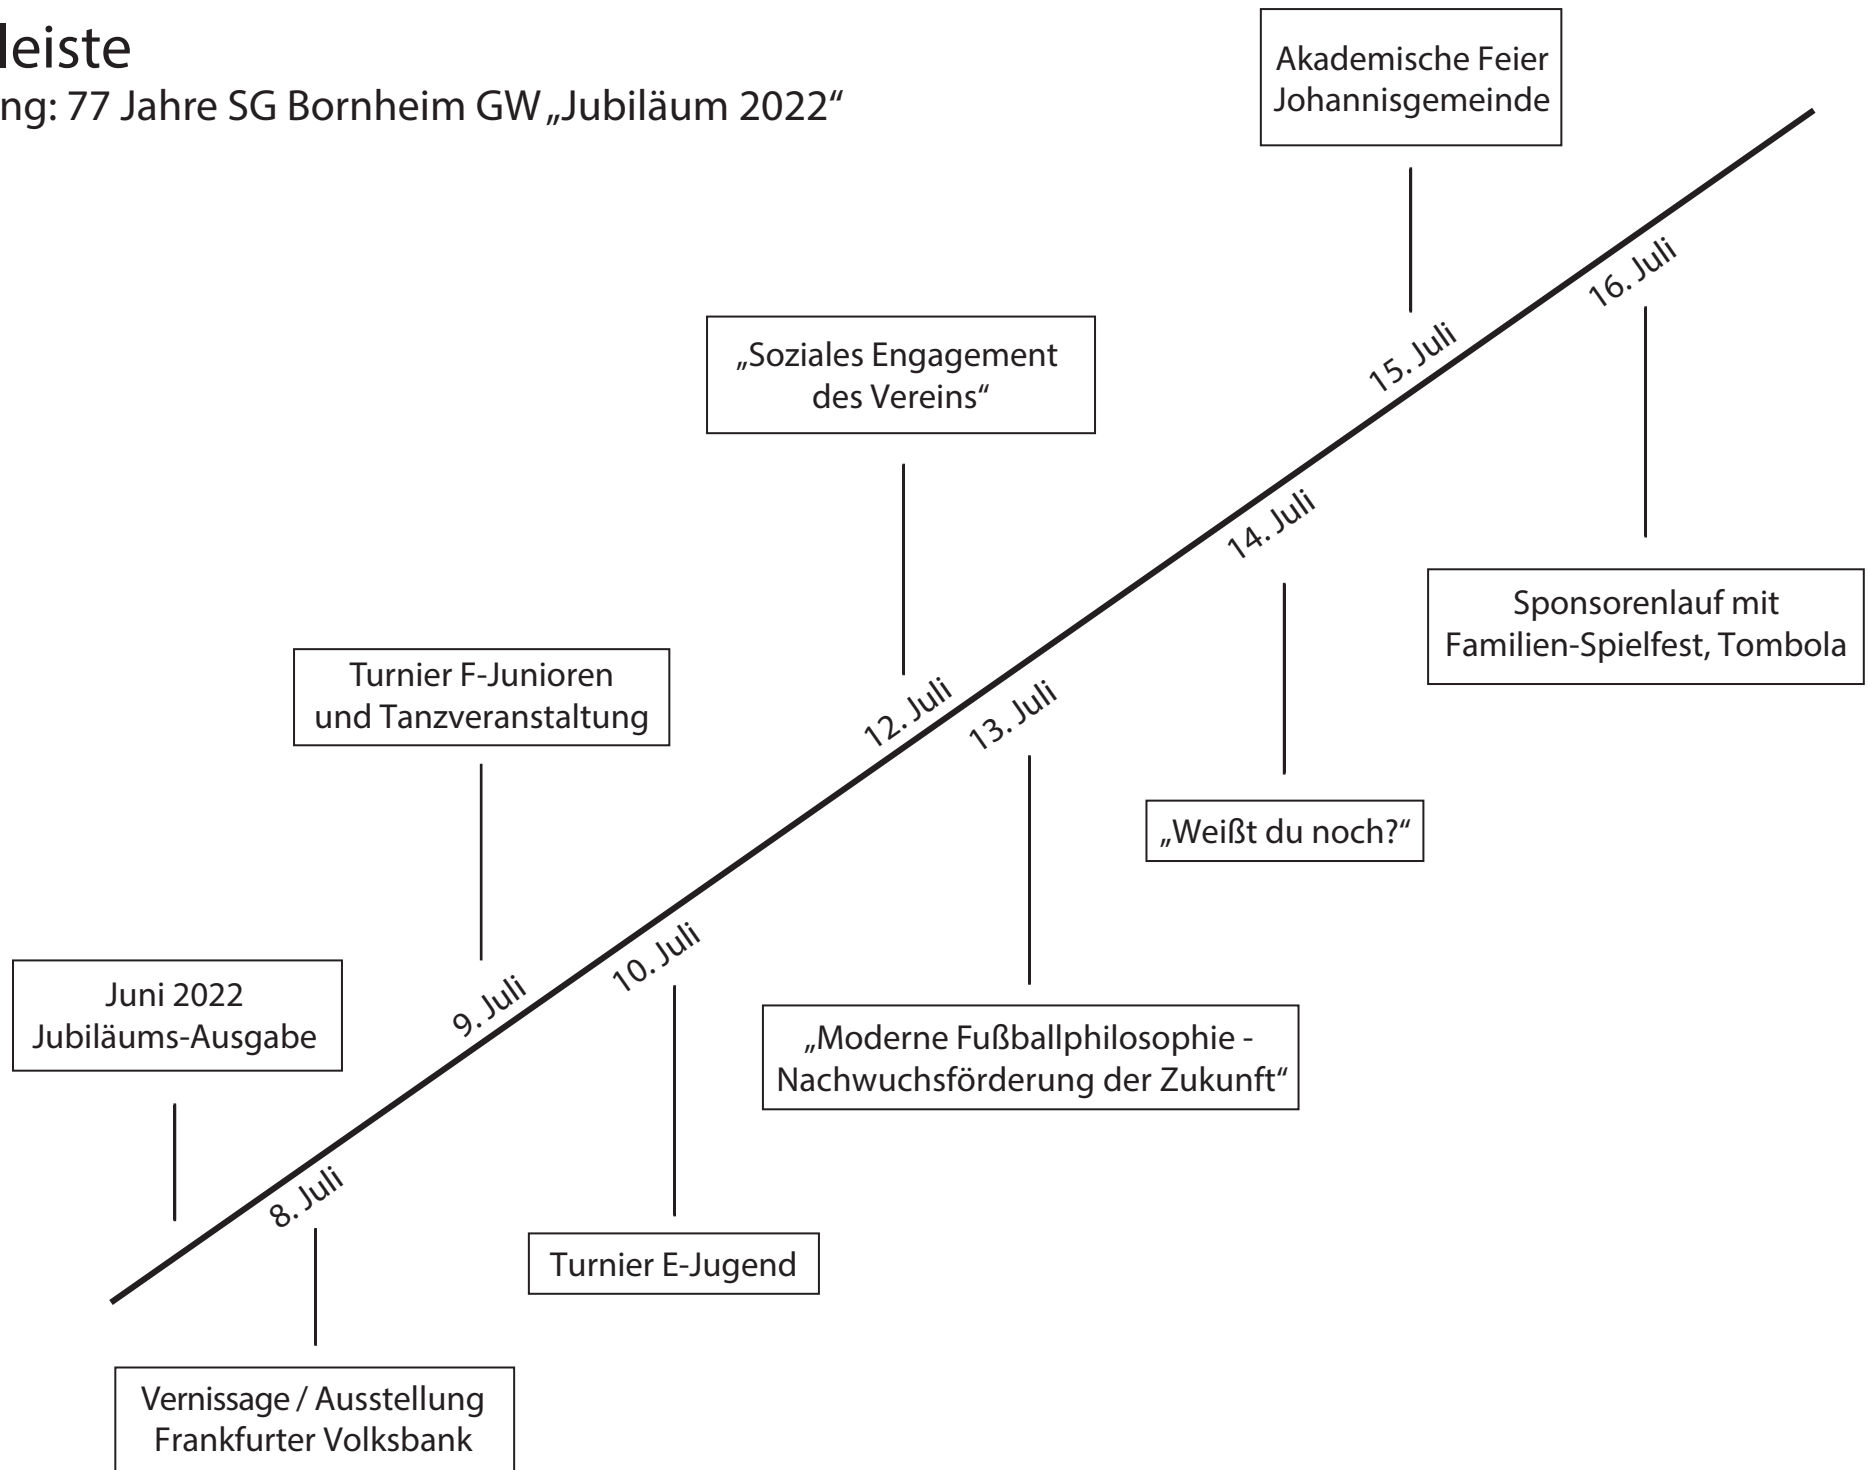 leiste
ng: 77 Jahre SG Bornheim GW „Jubiläum 2022“
Akademische Feier
Johannisgemeinde
16. Juli
15. Juli
„Soziales Engagement
des Vereins“
14. Juli
Sponsorenlauf mit
Familien-Spielfest, Tombola
Turnier F-Junioren
und Tanzveranstaltung
12. Juli
13. Juli
„Weißt du noch?“
10. Juli
9. Juli
Juni 2022
Jubiläums-Ausgabe
„Moderne Fußballphilosophie -
Nachwuchsförderung der Zukunft“
8. Juli
Turnier E-Jugend
Vernissage / Ausstellung
Frankfurter Volksbank